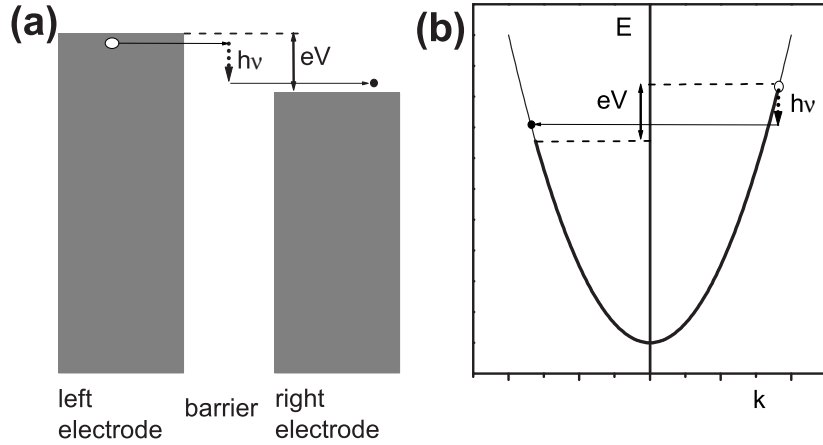 (a)
hν
eV
left
electrode
barrier
right
electrode
(b)
E
eV
hν
k